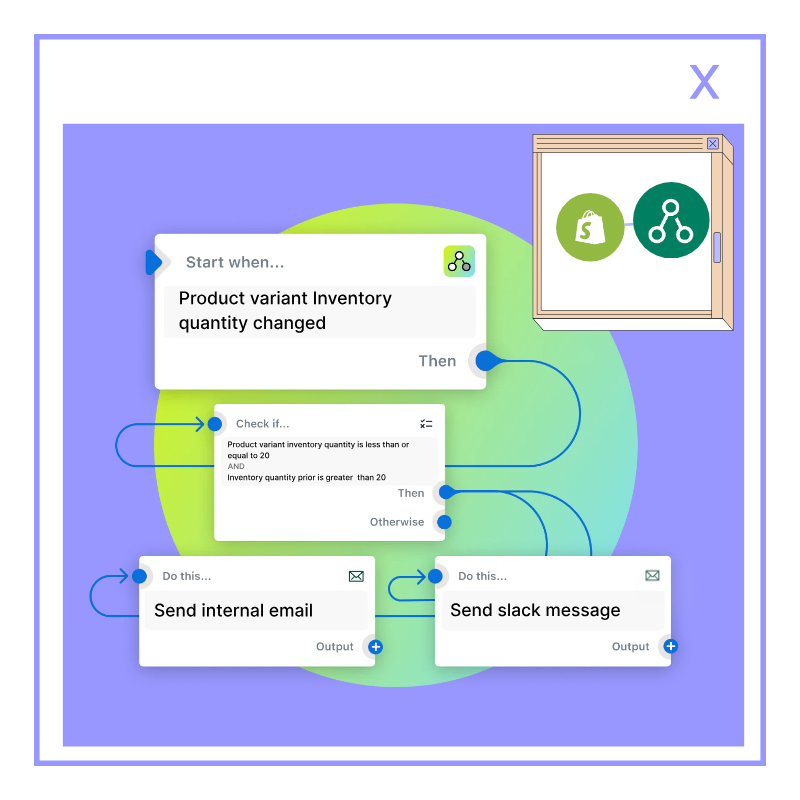 X
Start when...
Product variant Inventory
quantity changed
Then
Check if...
Product variant inventory quantity is less than or
equal to 20
AND
Inventory quantity prior is greater than 20
Then
Otherwise
Do this...
Send internal email
Output
Do this...
Send slack message
Output